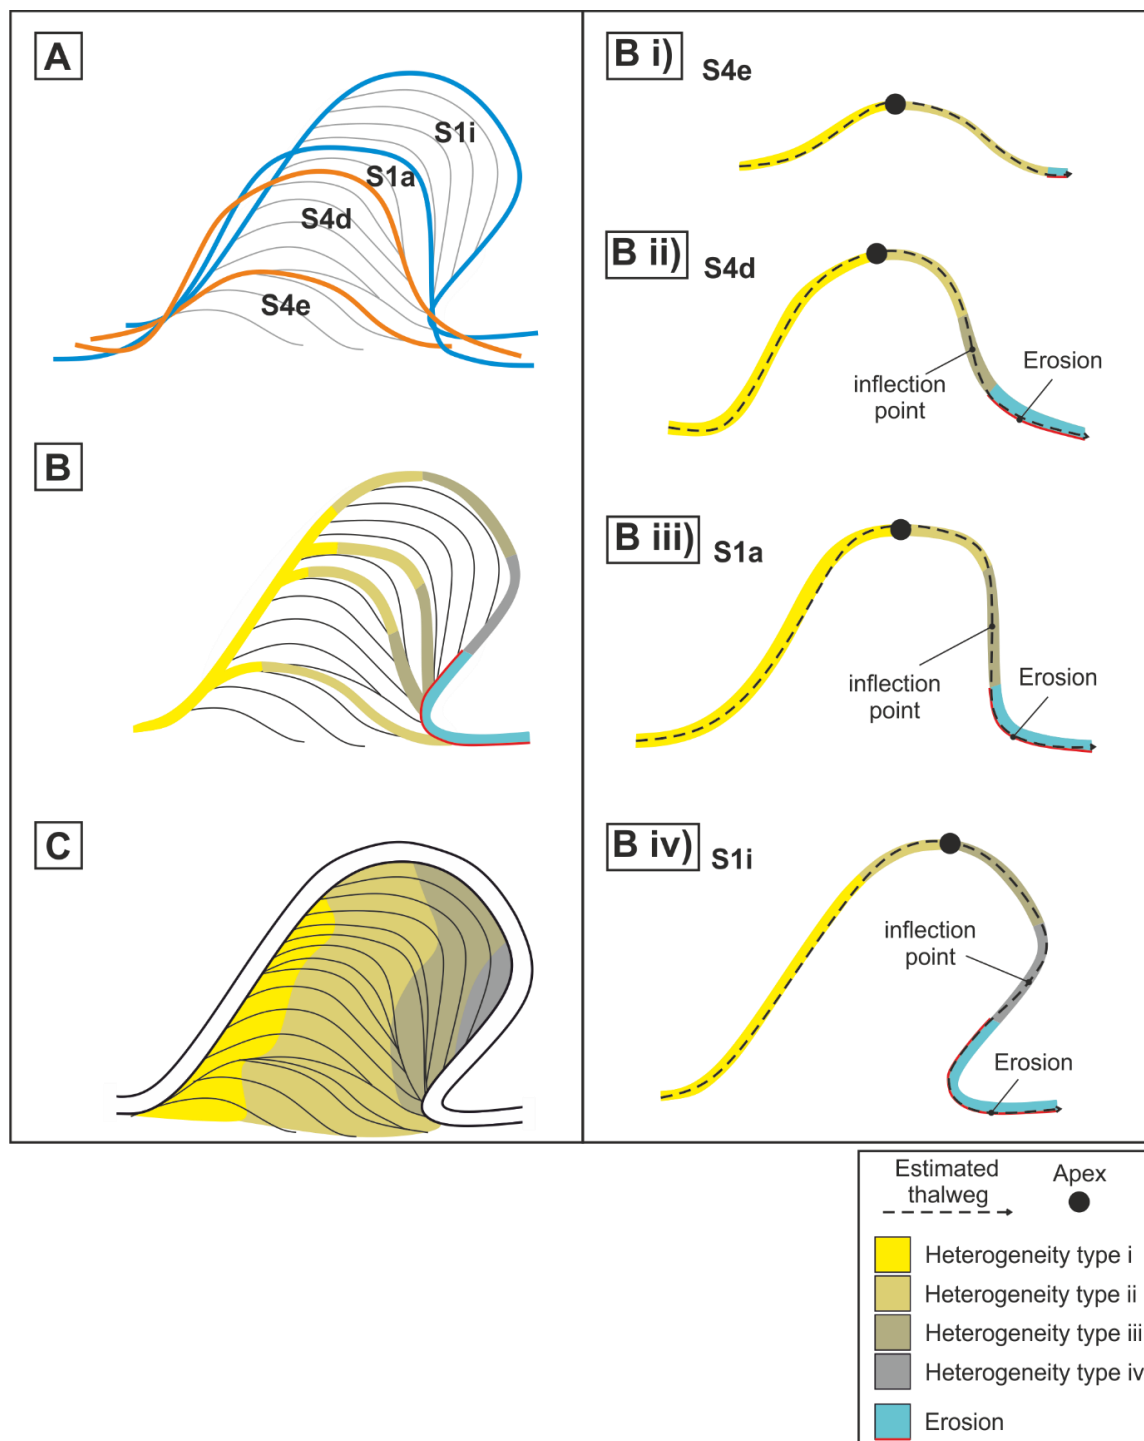 A
S1i
S1a
S4d
S4e
B
C
B i) S4e
B ii) S4d
inflection
point
Erosion
B iii) S1a
inflection
point
Erosion
B iv) S1i
inflection
point
Erosion
Estimated
thalweg
Apex
Heterogeneity type i
Heterogeneity type ii
Heterogeneity type iii
Heterogeneity type iv
Erosion